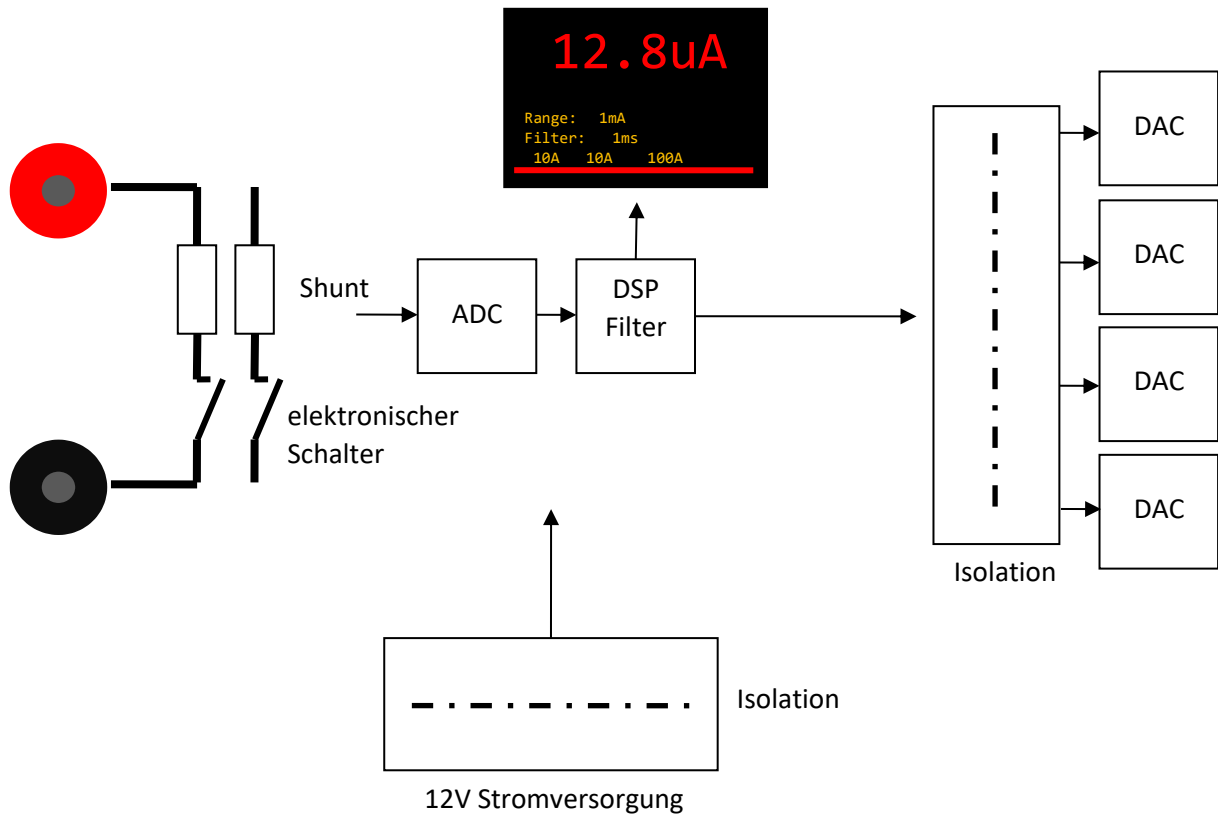 12.8uA
Range: 1mA
Filter: 1ms
10A 10A 100A
Shunt
ADC
DSP
Filter
elektronischer
Schalter
DAC
DAC
DAC
DAC
Isolation
Isolation
12V Stromversorgung